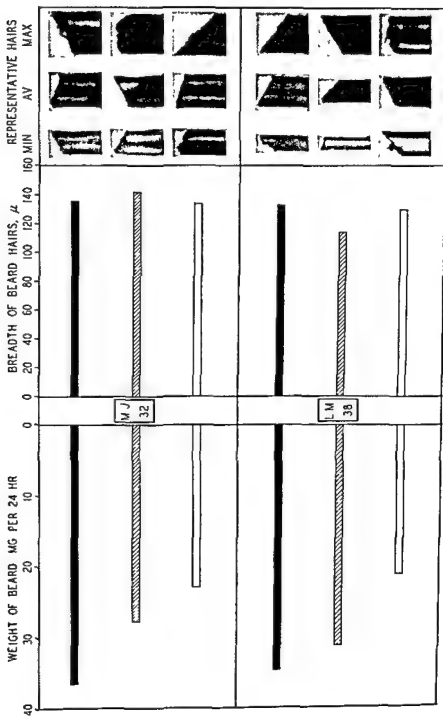 REPRESENTATIVE HAIRS
MIN AV MAX
BREADTH OF BEARD HAIRS, μ
0 20 40 60 80 100 120 140 160
M J
32
L M
38
WEIGHT OF BEARD MG PER 24 HR
40 30 20 10 0